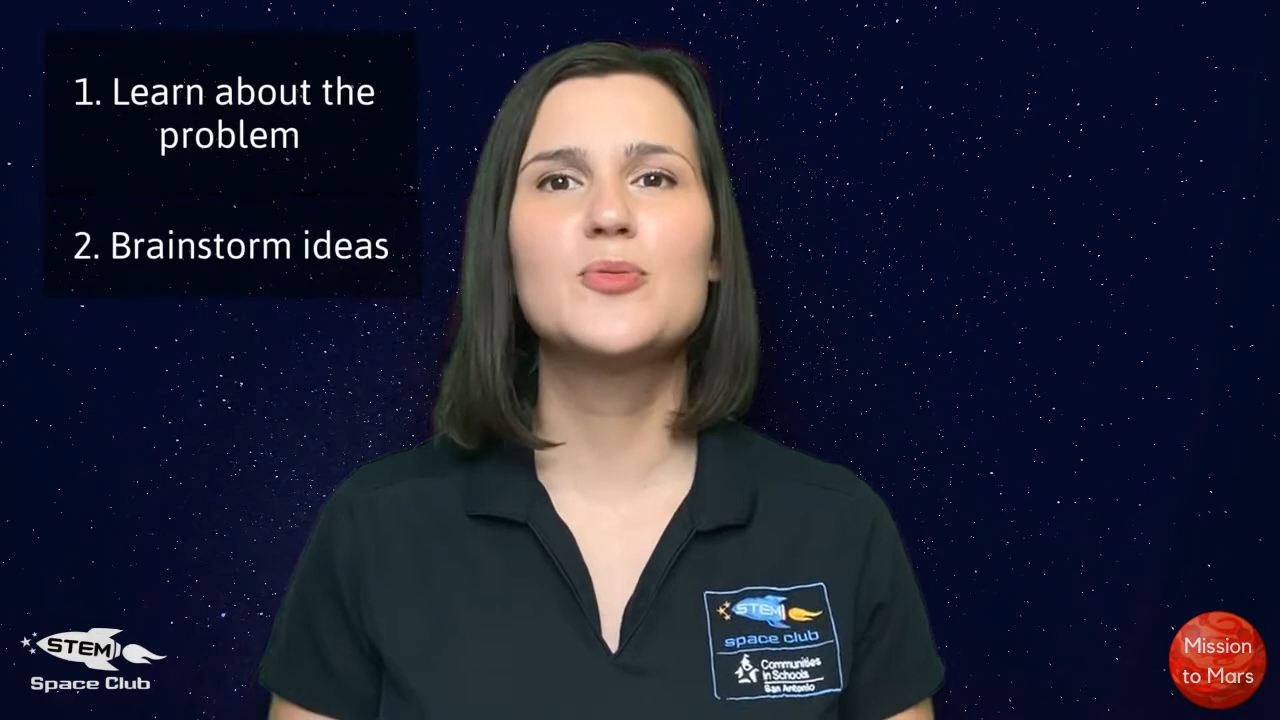 1. Learn about the
problem
2. Brainstorm ideas
STEM
space club
Communities
In Schools
San Antonio
STEM
Space Club
Mission
to Mars